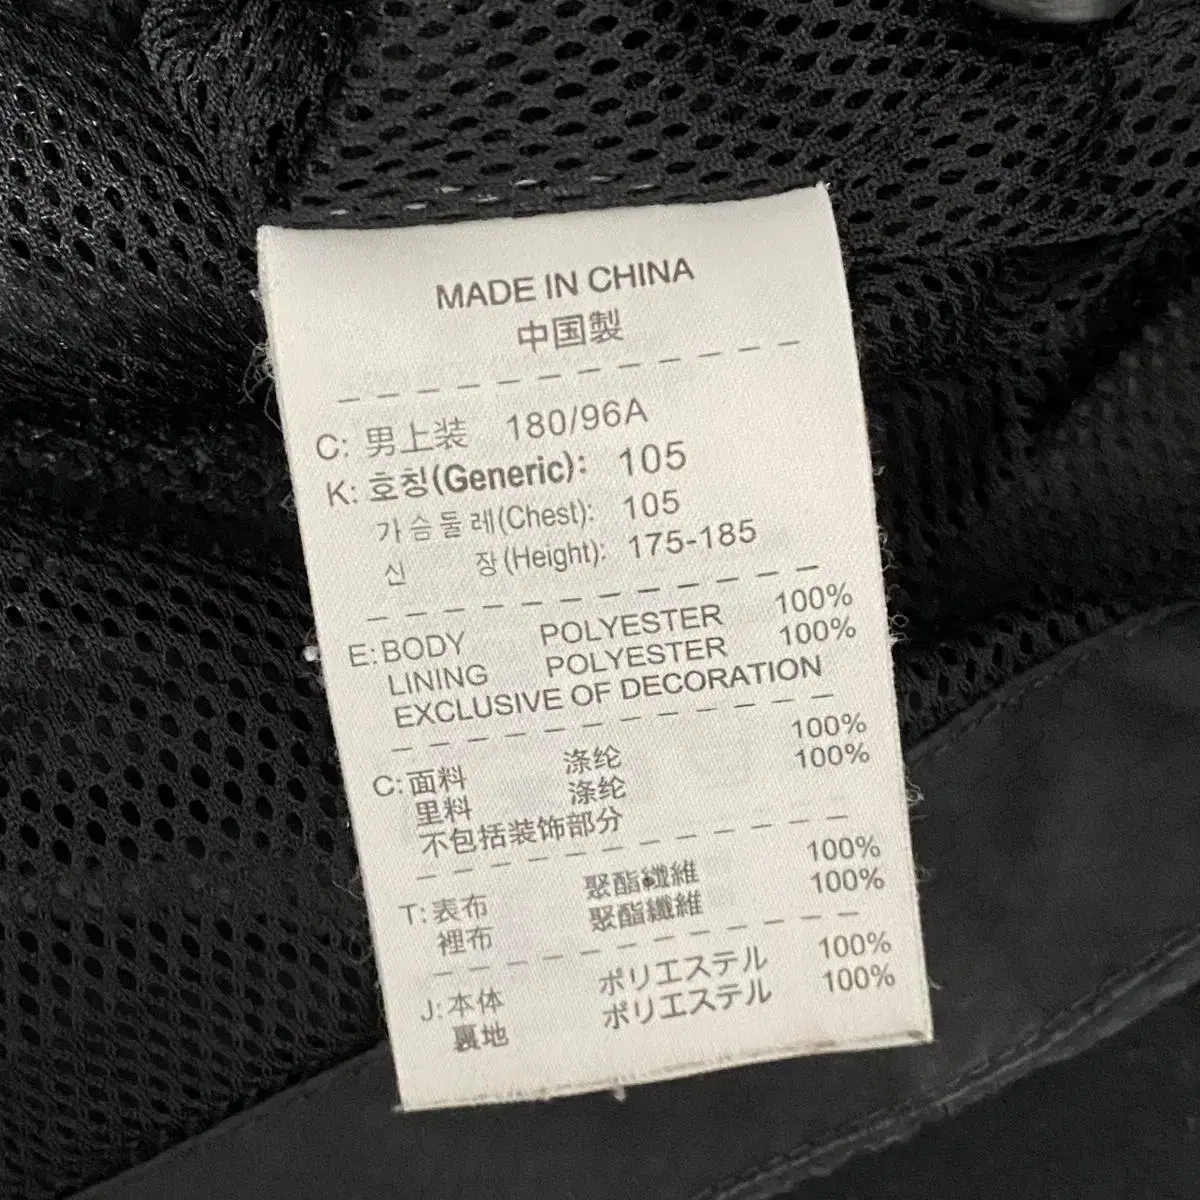 MADE IN CHINA
中国製
C: 男上装 180/96A
K: 호칭(Generic): 105
가슴둘레(Chest): 105
신 장(Height): 175-185
E: BODY POLYESTER 100%
LINING POLYESTER 100%
EXCLUSIVE OF DECORATION
C: 面料 涤纶 100%
里料 涤纶 100%
不包括装饰部分
T: 表布 聚酯纖維 100%
裡布 聚酯纖維 100%
J: 本体 ポリエステル 100%
裏地 ポリエステル 100%